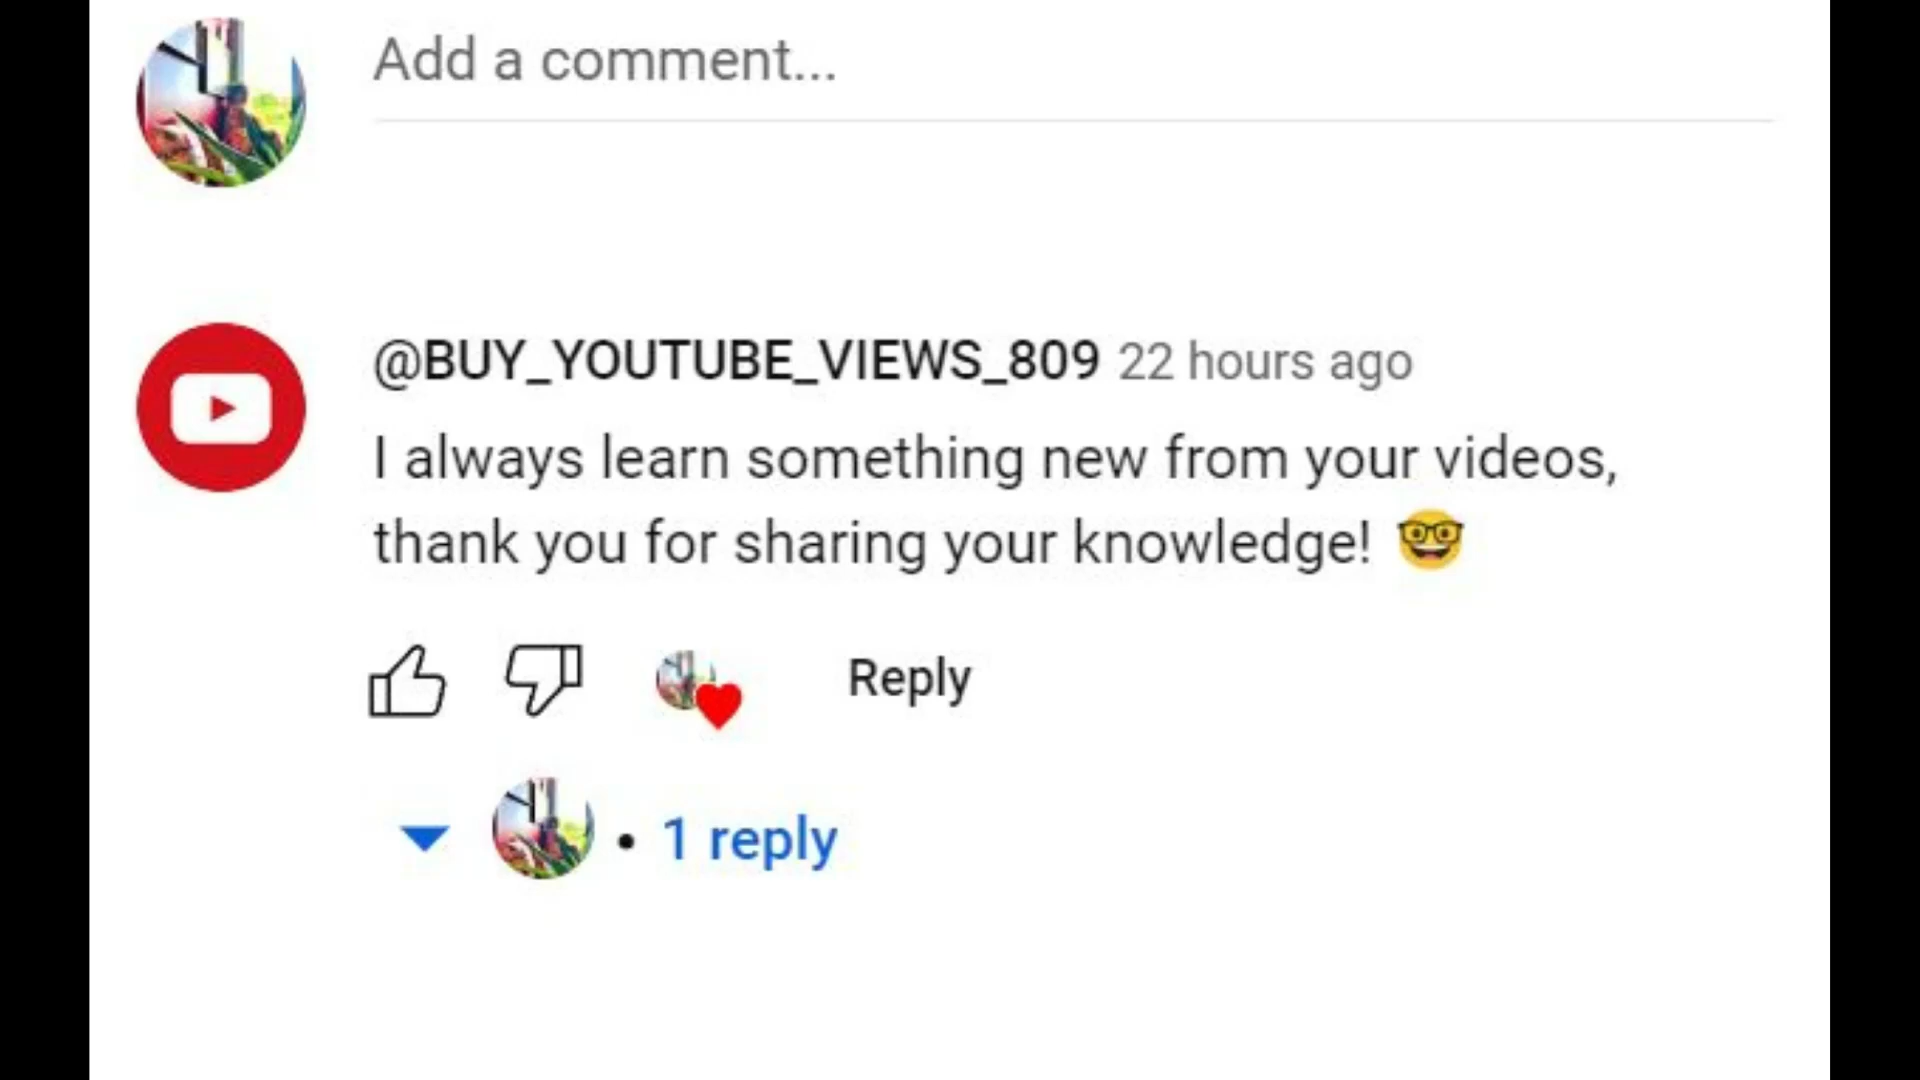 Add a comment...
@BUY_YOUTUBE_VIEWS_809 22 hours ago
I always learn something new from your videos,
thank you for sharing your knowledge! 🤓
Reply
• 1 reply